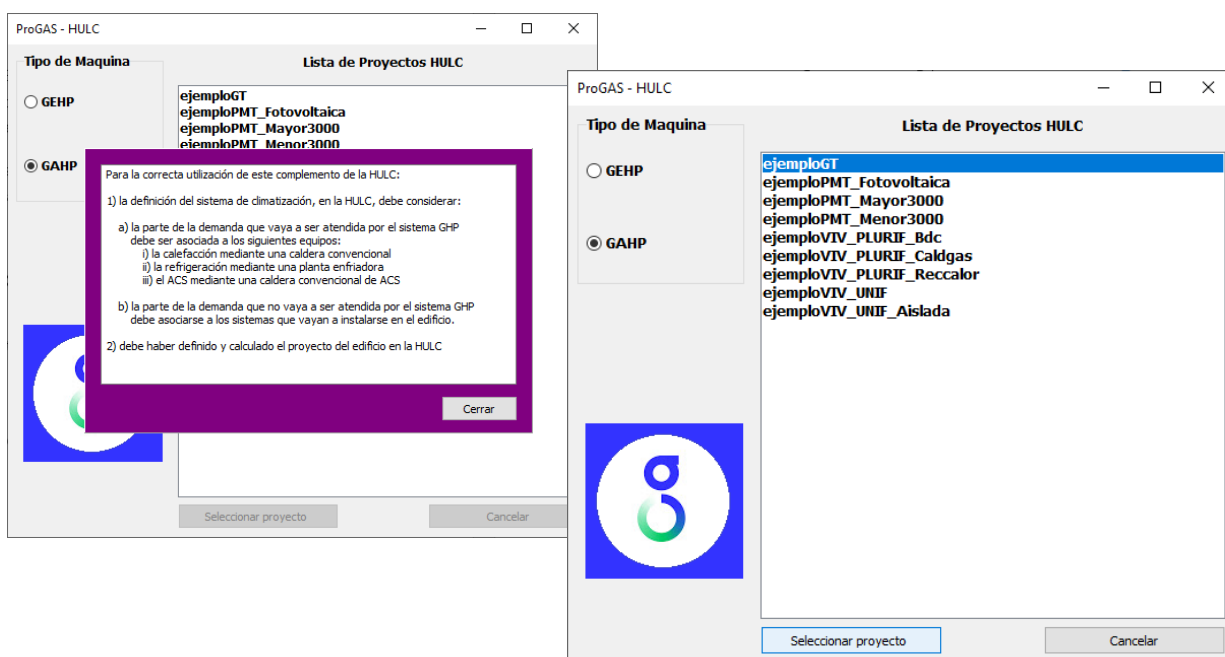 ProGAS - HULC
Tipo de Maquina
Lista de Proyectos HULC
GEHP
GAHP
ejemploGT
ejemploPMT_Fotovoltaica
ejemploPMT_Mayor3000
ejemploPMT_Menor3000
Para la correcta utilización de este complemento de la HULC:
1) la definición del sistema de climatización, en la HULC, debe considerar:
a) la parte de la demanda que vaya a ser atendida por el sistema GHP
debe ser asociada a los siguientes equipos:
i) la calefacción mediante una caldera convencional
ii) la refrigeración mediante una planta enfriadora
iii) el ACS mediante una caldera convencional de ACS
b) la parte de la demanda que no vaya a ser atendida por el sistema GHP
debe asociarse a los sistemas que vayan a instalarse en el edificio.
2) debe haber definido y calculado el proyecto del edificio en la HULC
Cerrar
Seleccionar proyecto
Cancelar
ProGAS - HULC
Tipo de Maquina
Lista de Proyectos HULC
GEHP
GAHP
ejemploGT
ejemploPMT_Fotovoltaica
ejemploPMT_Mayor3000
ejemploPMT_Menor3000
ejemploVIV_PLURIF_Bdc
ejemploVIV_PLURIF_Caldgas
ejemploVIV_PLURIF_Reccalor
ejemploVIV_UNIF
ejemploVIV_UNIF_Aislada
Seleccionar proyecto
Cancelar